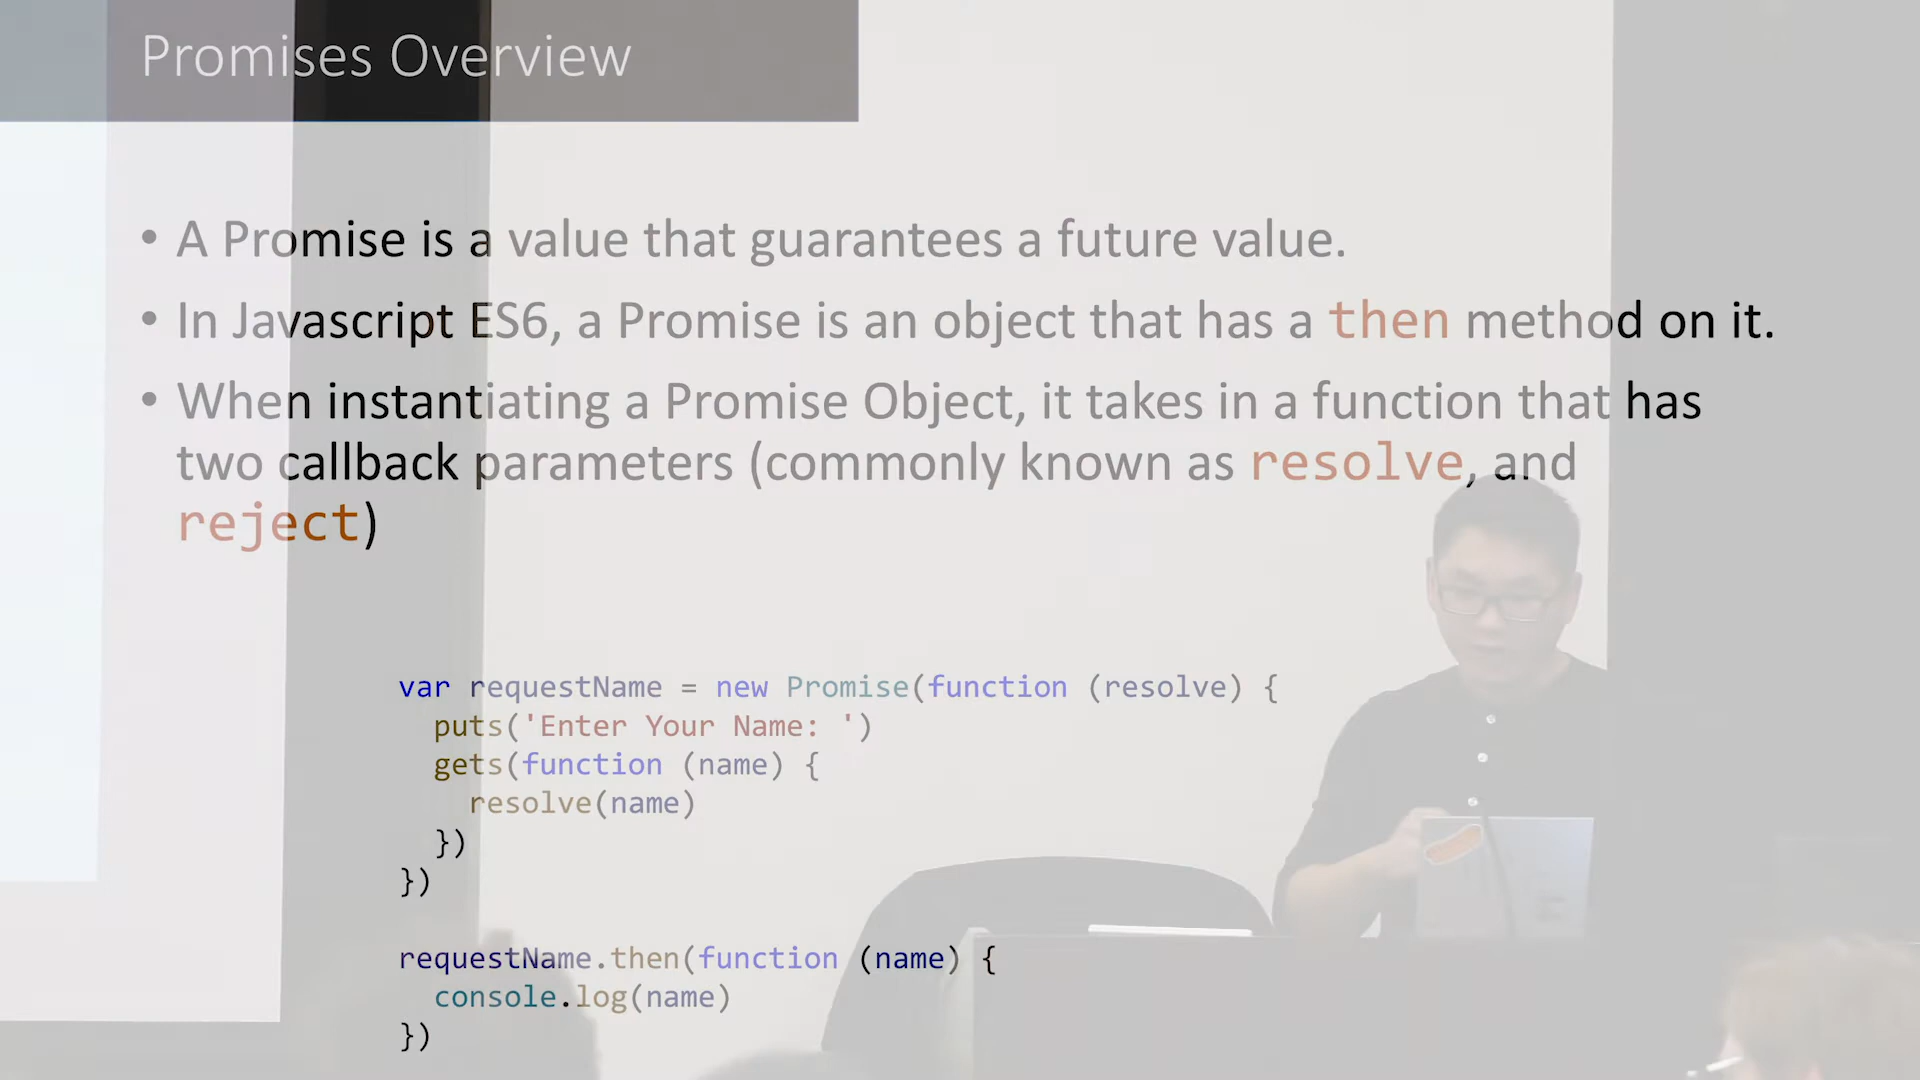 Promises Overview
• A Promise is a value that guarantees a future value.
• In Javascript ES6, a Promise is an object that has a then method on it.
• When instantiating a Promise Object, it takes in a function that has
two callback parameters (commonly known as resolve, and
reject)
var requestName = new Promise(function (resolve) {
  puts('Enter Your Name: ')
  gets(function (name) {
    resolve(name)
  })
})
requestName.then(function (name) {
  console.log(name)
})